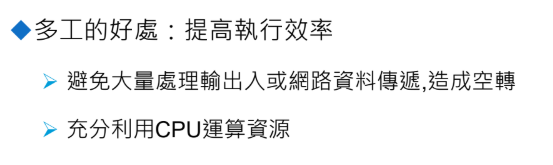 多工的好處：提高執行效率
避免大量處理輸出入或網路資料傳遞,造成空轉
充分利用CPU運算資源